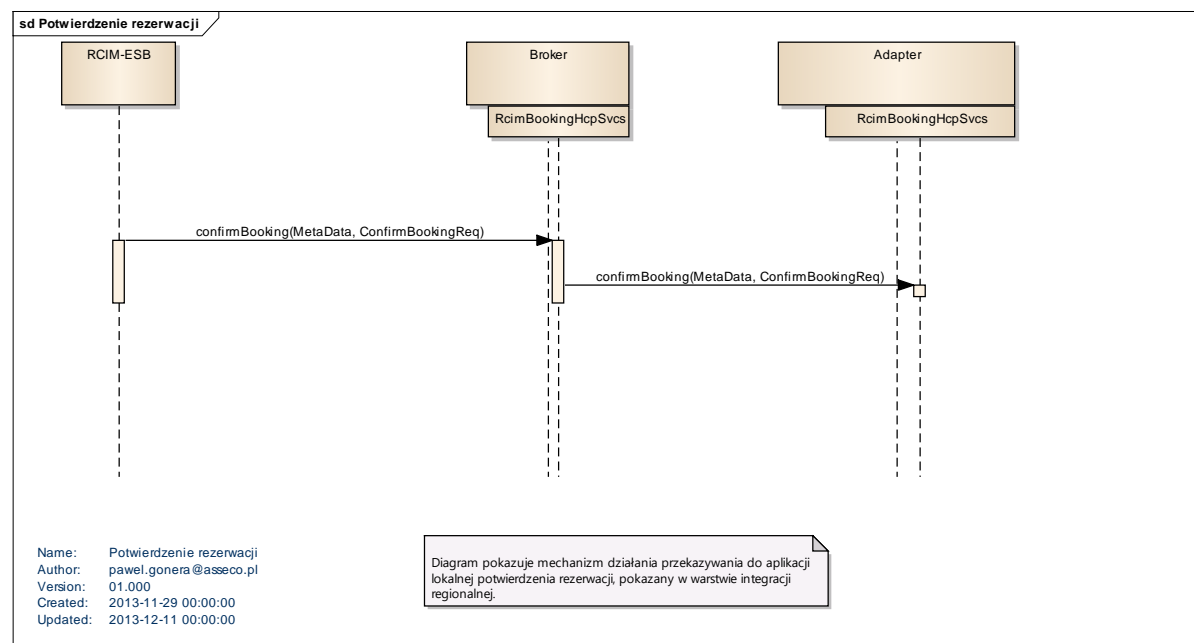 sd Potwierdzenie rezerwacji
RCIM-ESB
Broker
Adapter
RcimBookingHcpSvcs
RcimBookingHcpSvcs
confirmBooking(MetaData, ConfirmBookingReq)
confirmBooking(MetaData, ConfirmBookingReq)
Name: Potwierdzenie rezerwacji
Author: pawel.gonera@asseco.pl
Version: 01.000
Created: 2013-11-29 00:00:00
Updated: 2013-12-11 00:00:00
Diagram pokazuje mechanizm działania przekazywania do aplikacji
lokalnej potwierdzenia rezerwacji, pokazany w warstwie integracji
regionalnej.